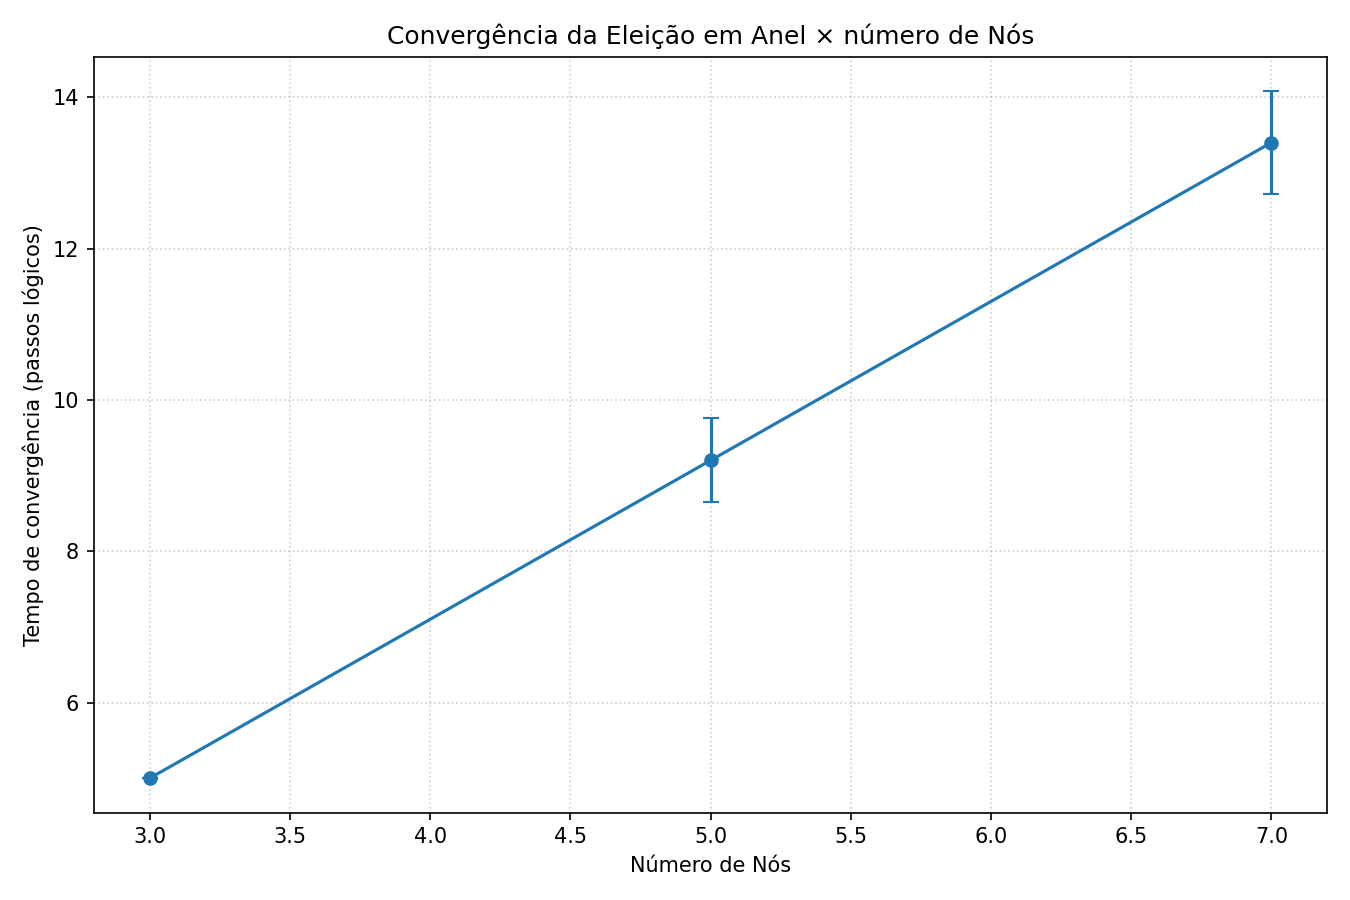 Convergência da Eleição em Anel × número de Nós
Tempo de convergência (passos lógicos)
14
12
10
8
6
3.0 3.5 4.0 4.5 5.0 5.5 6.0 6.5 7.0
Número de Nós